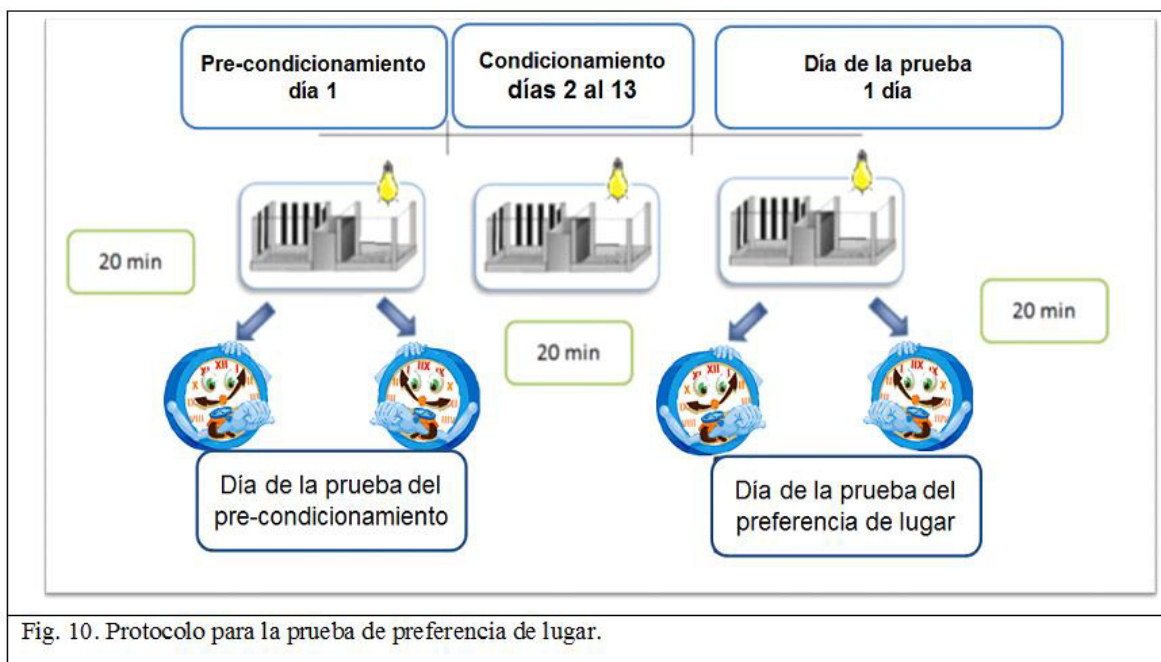 Pre-condicionamiento
día 1
Condicionamiento
días 2 al 13
Día de la prueba
1 día
20 min
20 min
20 min
Día de la prueba del
pre-condicionamiento
Día de la prueba del
preferencia de lugar
Fig. 10. Protocolo para la prueba de preferencia de lugar.